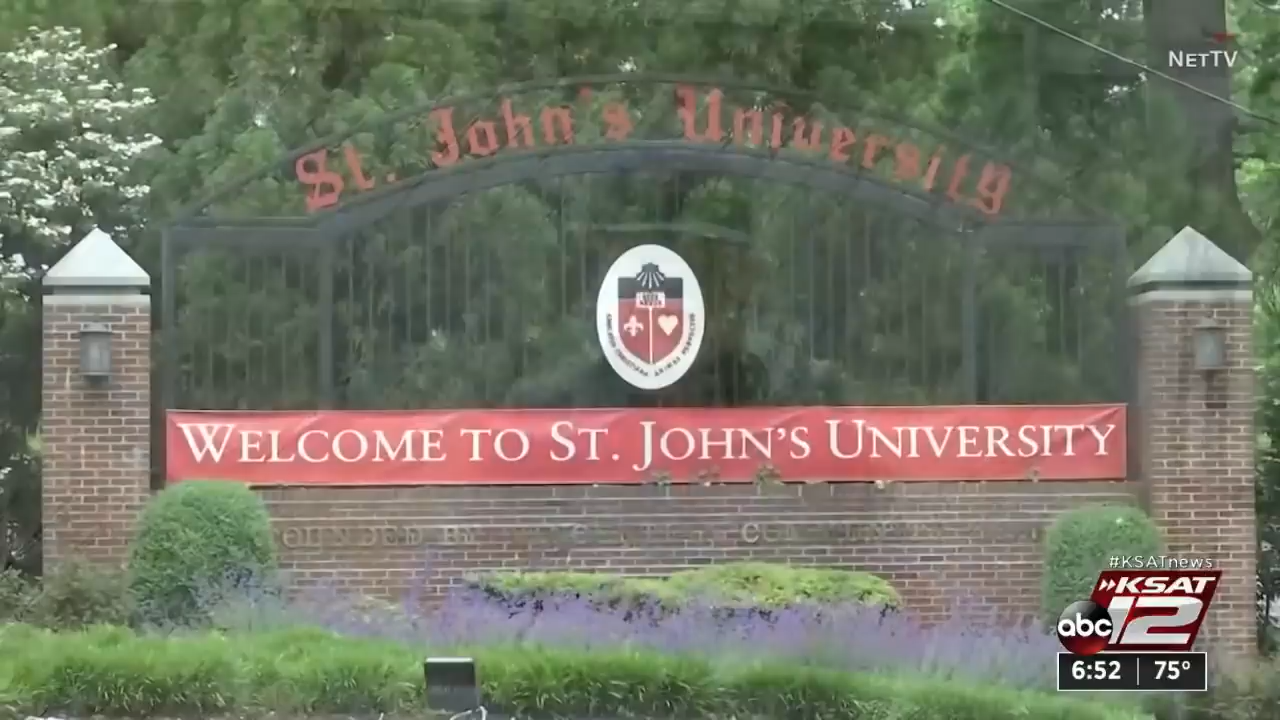 NETTV
St. John's University
WELCOME TO ST. JOHN'S UNIVERSITY
#KSATnews
KSAT
abc 12
6:52 75°